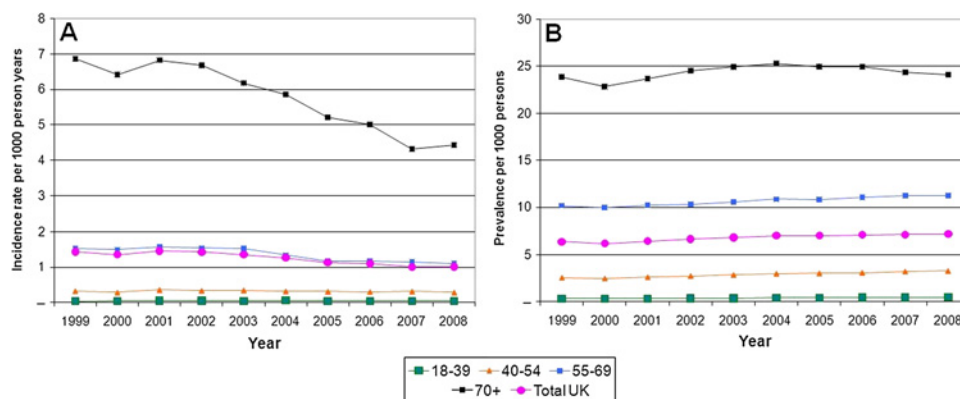 A
Incidence rate per 1000 person years
8
7
6
5
4
3
2
1
–
1999 2000 2001 2002 2003 2004 2005 2006 2007 2008
Year
B
Prevalence per 1000 persons
30
25
20
15
10
5
–
1999 2000 2001 2002 2003 2004 2005 2006 2007 2008
Year
18-39 40-54 55-69
70+ Total UK